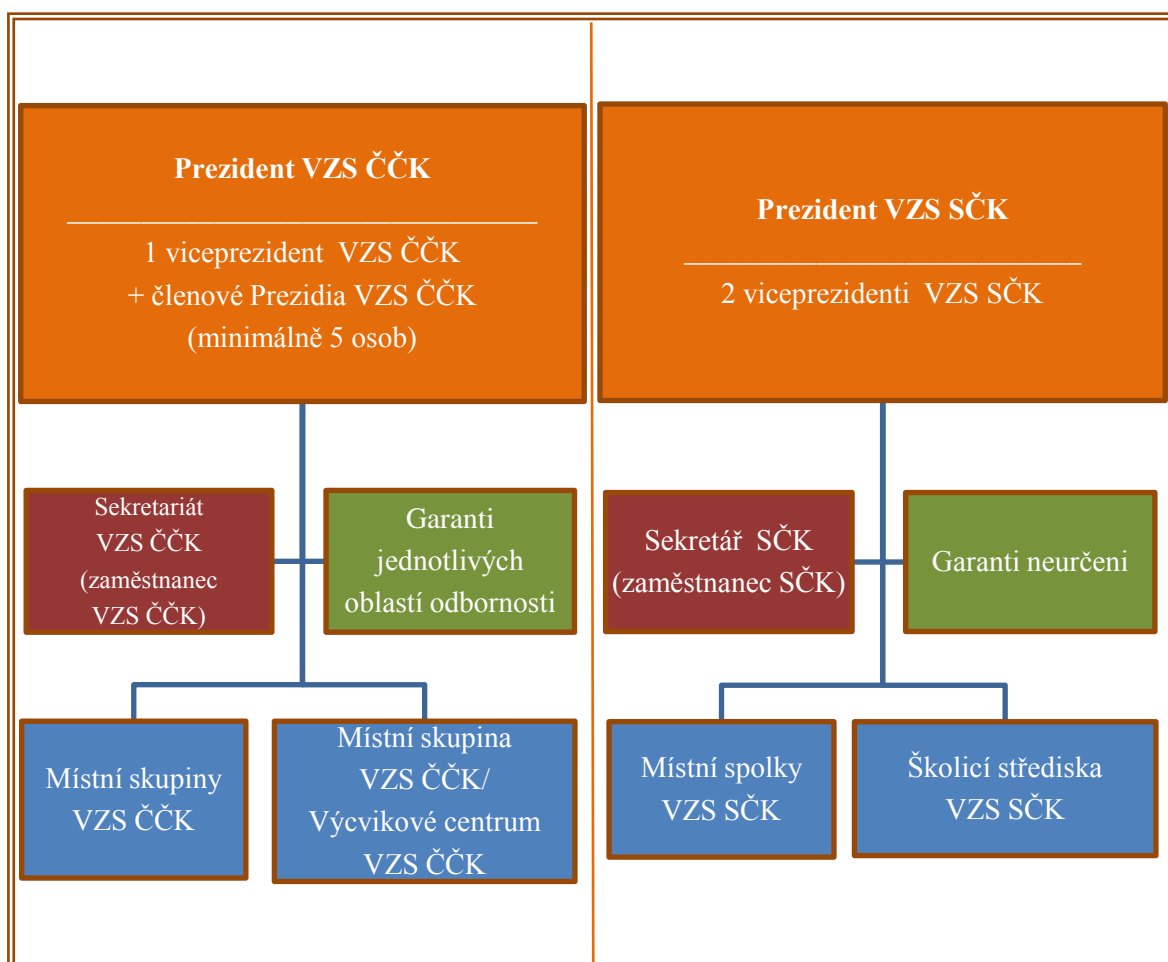 Prezident VZS ČČK
1 viceprezident VZS ČČK
+ členové Prezidia VZS ČČK
(minimálně 5 osob)
Sekretariát
VZS ČČK
(zaměstnanec
VZS ČČK)
Garanti
jednotlivých
oblastí odbornosti
Místní skupiny
VZS ČČK
Místní skupina
VZS ČČK/
Výcvikové centrum
VZS ČČK
Prezident VZS SČK
2 viceprezidenti VZS SČK
Sekretář SČK
(zaměstnanec SČK)
Garanti neurčeni
Místní spolky
VZS SČK
Školicí střediska
VZS SČK